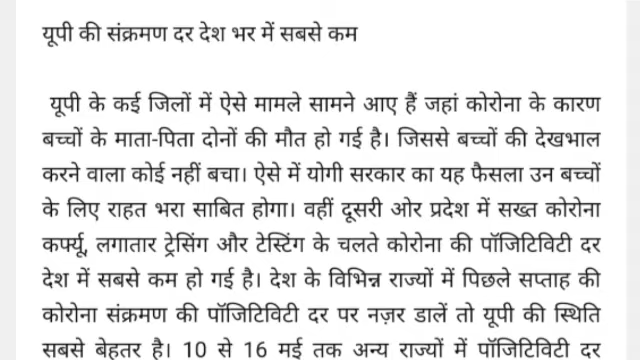 यूपी की संक्रमण दर देश भर में सबसे कम
यूपी के कई जिलों में ऐसे मामले सामने आए हैं जहां कोरोना के कारण
बच्चों के माता-पिता दोनों की मौत हो गई है। जिससे बच्चों की देखभाल
करने वाला कोई नहीं बचा। ऐसे में योगी सरकार का यह फैसला उन बच्चों
के लिए राहत भरा साबित होगा। वहीं दूसरी ओर प्रदेश में सख्त कोरोना
कर्फ्यू, लगातार ट्रेसिंग और टेस्टिंग के चलते कोरोना की पॉजिटिविटी दर
देश में सबसे कम हो गई है। देश के विभिन्न राज्यों में पिछले सप्ताह की
कोरोना संक्रमण की पॉजिटिविटी दर पर नज़र डालें तो यूपी की स्थिति
सबसे बेहतर है। 10 से 16 मई तक अन्य राज्यों में पॉजिटिविटी दर